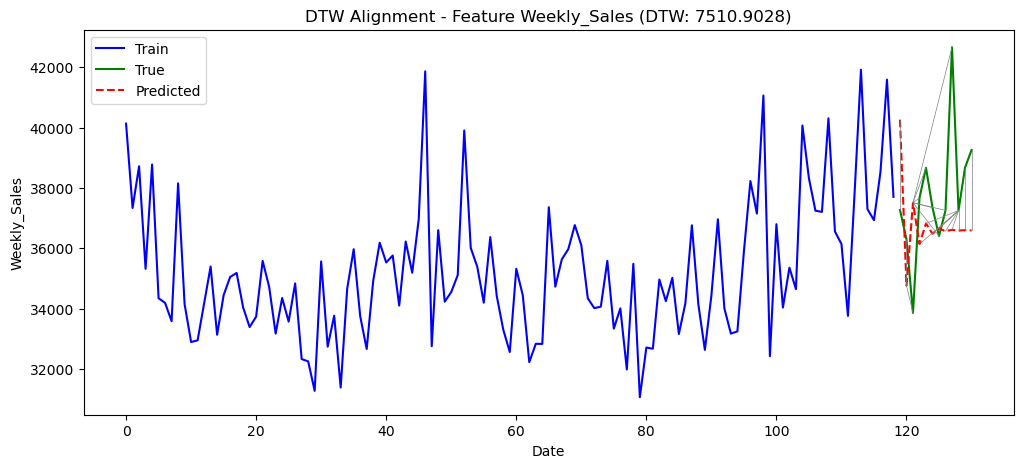 DTW Alignment - Feature Weekly_Sales (DTW: 7510.9028)
Train
True
Predicted
42000
40000
38000
36000
34000
32000
Weekly_Sales
0
20
40
60
80
100
120
Date